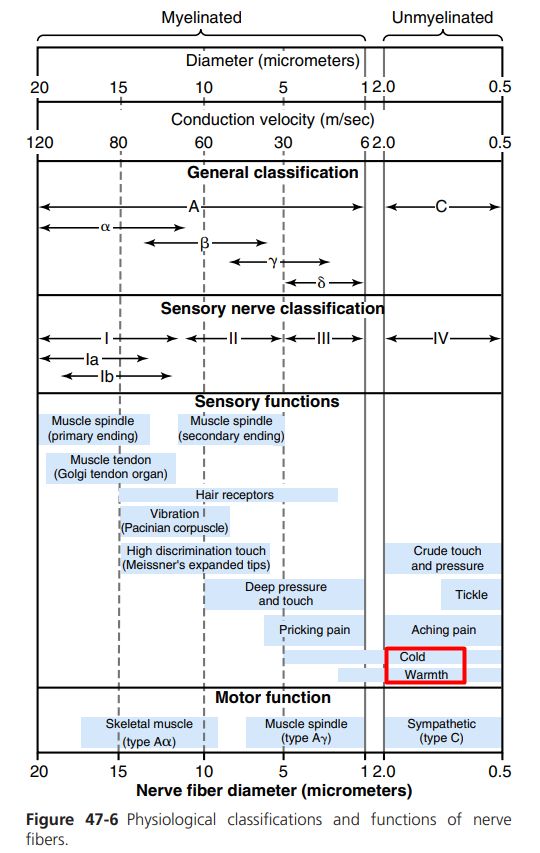 Myelinated Unmyelinated
Diameter (micrometers)
20 15 10 5 1 2.0 0.5
Conduction velocity (m/sec)
120 80 60 30 6 2.0 0.5
General classification
A C
α
β
γ
δ
Sensory nerve classification
I II III IV
Ia
Ib
Sensory functions
Muscle spindle Muscle spindle
(primary ending) (secondary ending)
Muscle tendon
(Golgi tendon organ)
Hair receptors
Vibration
(Pacinian corpuscle)
High discrimination touch Crude touch
(Meissner's expanded tips) and pressure
Deep pressure Tickle
and touch
Pricking pain Aching pain
Cold
Warmth
Motor function
Skeletal muscle Muscle spindle Sympathetic
(type Aα) (type Aγ) (type C)
20 15 10 5 1 2.0 0.5
Nerve fiber diameter (micrometers)
Figure 47-6 Physiological classifications and functions of nerve
fibers.